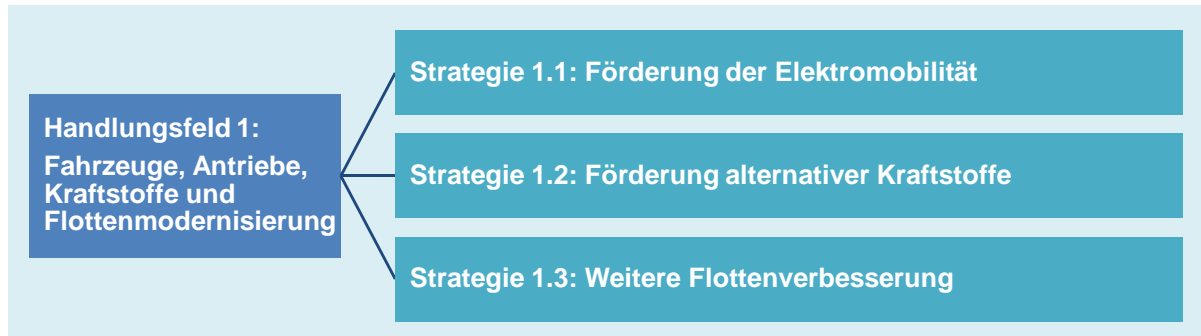 Strategie 1.1: Förderung der Elektromobilität
Handlungsfeld 1:
Fahrzeuge, Antriebe,
Kraftstoffe und
Flottenmodernisierung
Strategie 1.2: Förderung alternativer Kraftstoffe
Strategie 1.3: Weitere Flottenverbesserung